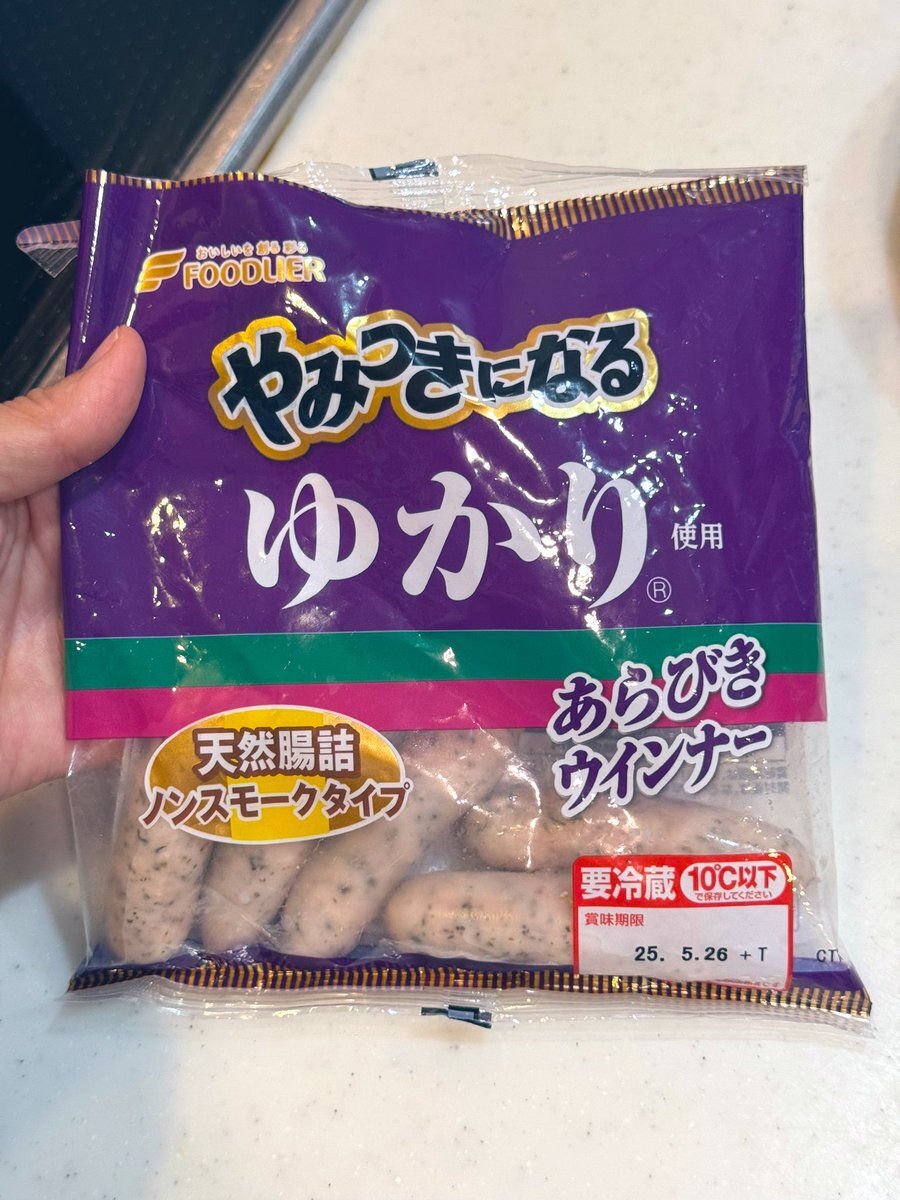 おいしいを 創る 彩る
FOODLIER
やみつきになる
ゆかり
使用
®
あらびき
ウインナー
天然腸詰
ノンスモークタイプ
要冷蔵
10℃以下
で保存してください
賞味期限
25. 5.26 +T
CT